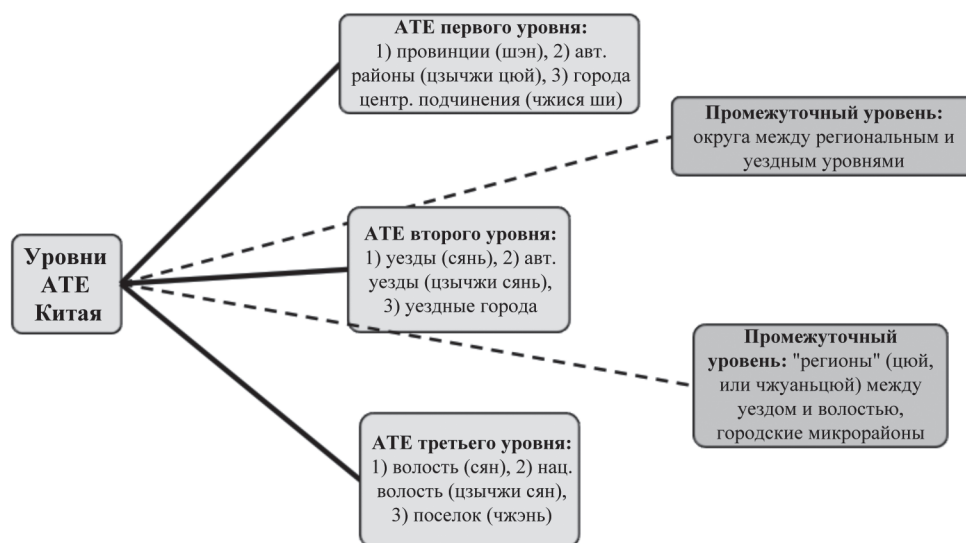 АТЕ первого уровня:
1) провинции (шэн), 2) авт.
районы (цзычжи цюй), 3) города
центр. подчинения (чжися ши)
Промежуточный уровень:
округа между региональным и
уездным уровнями
Уровни
АТЕ
Китая
АТЕ второго уровня:
1) уезды (сянь), 2) авт.
уезды (цзычжи сянь),
3) уездные города
Промежуточный
уровень: "регионы" (цюй,
или чжуаньцюй) между
уездом и волостью,
городские микрорайоны
АТЕ третьего уровня:
1) волость (сян), 2) нац.
волость (цзычжи сян),
3) поселок (чжэнь)